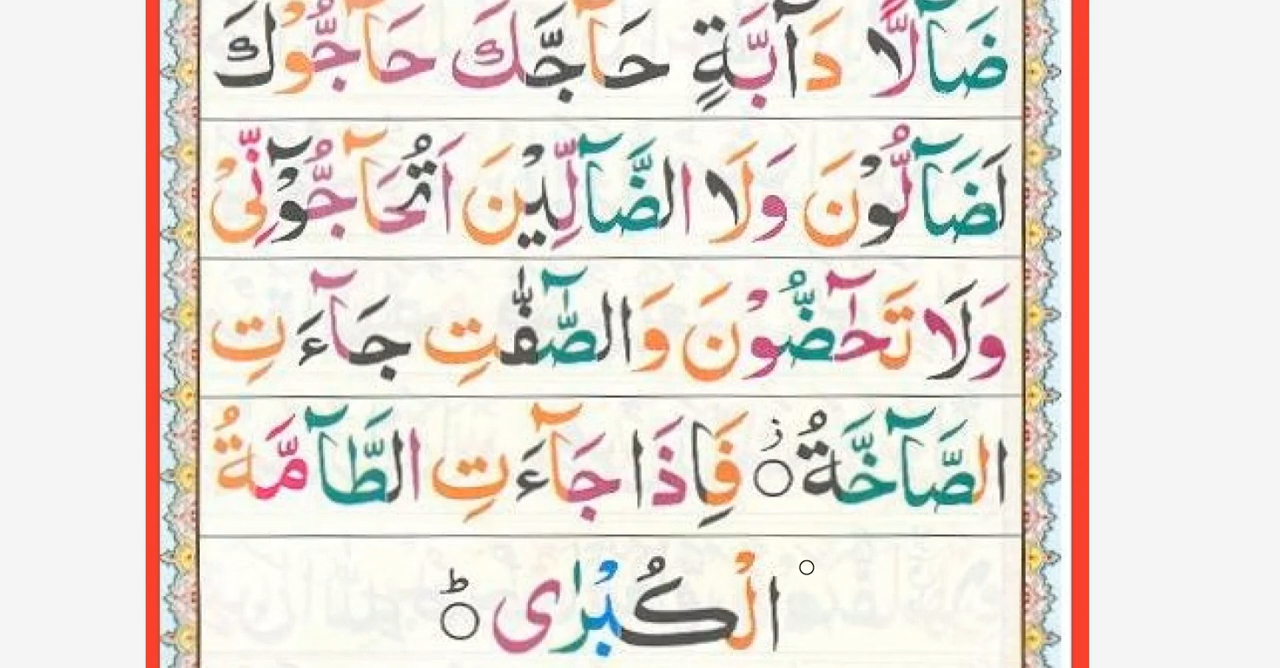 ضَآلًّا دَآبَّةٍ حَآجَّكَ حَآجُّوْكَ
لَضَآلُّوْنَ وَلَا الضَّآلِّيْنَ اَتُحَآجُّوْٓنِّىْ
وَلَا تَحٰٓضُّوْنَ وَالصّٰٓفّٰتِ جَآءَتِ
الصَّآخَّةُ ۝ ز فَاِذَا جَآءَتِ الطَّآمَّةُ
الْكُبْرٰى ۝ ؕ